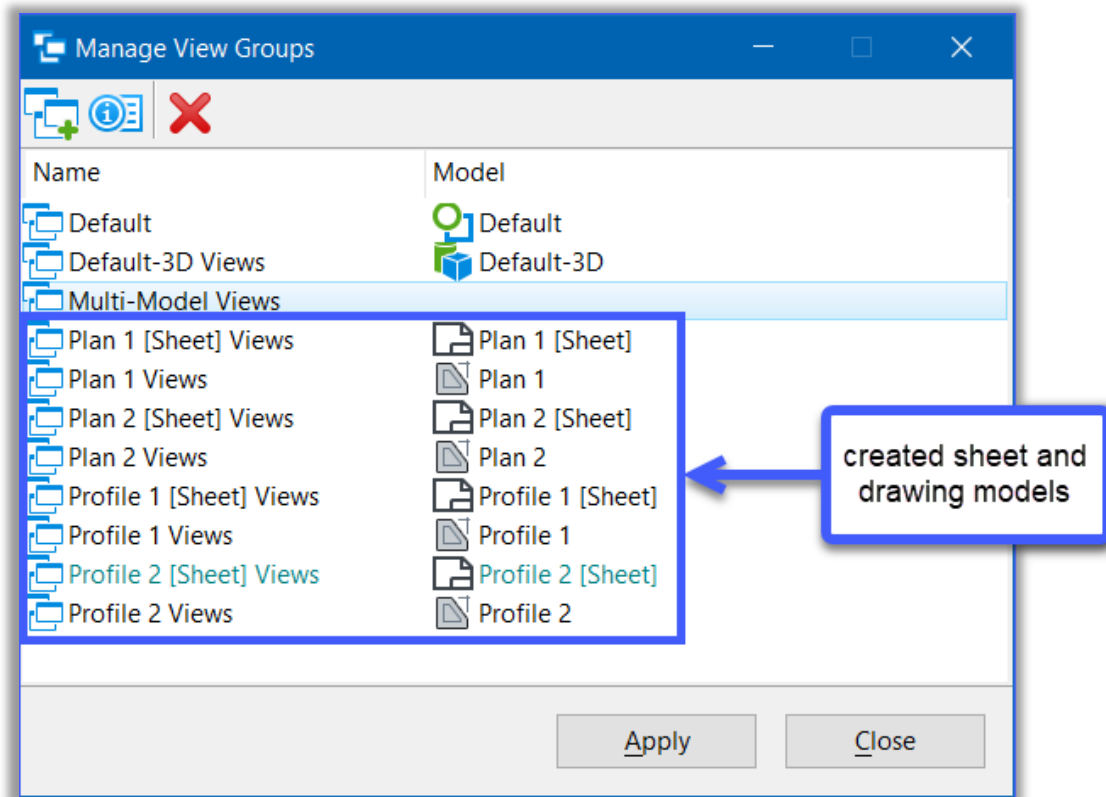 Manage View Groups
Name Model
Default Default
Default-3D Views Default-3D
Multi-Model Views
Plan 1 [Sheet] Views Plan 1 [Sheet]
Plan 1 Views Plan 1
Plan 2 [Sheet] Views Plan 2 [Sheet]
Plan 2 Views Plan 2
Profile 1 [Sheet] Views Profile 1 [Sheet]
Profile 1 Views Profile 1
Profile 2 [Sheet] Views Profile 2 [Sheet]
Profile 2 Views Profile 2
created sheet and
drawing models
Apply Close